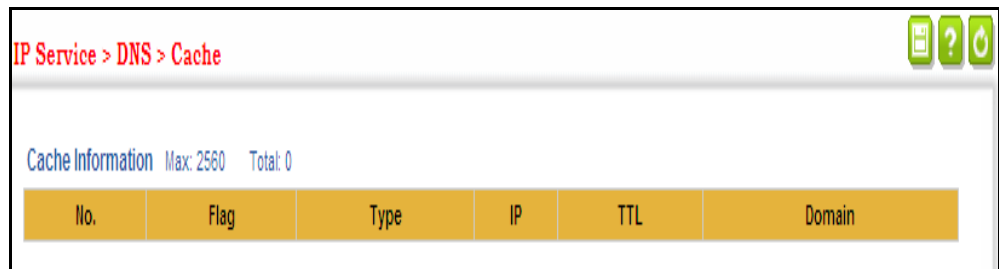 IP Service > DNS > Cache
?
Cache Information Max: 2560 Total: 0
No. Flag Type IP TTL Domain